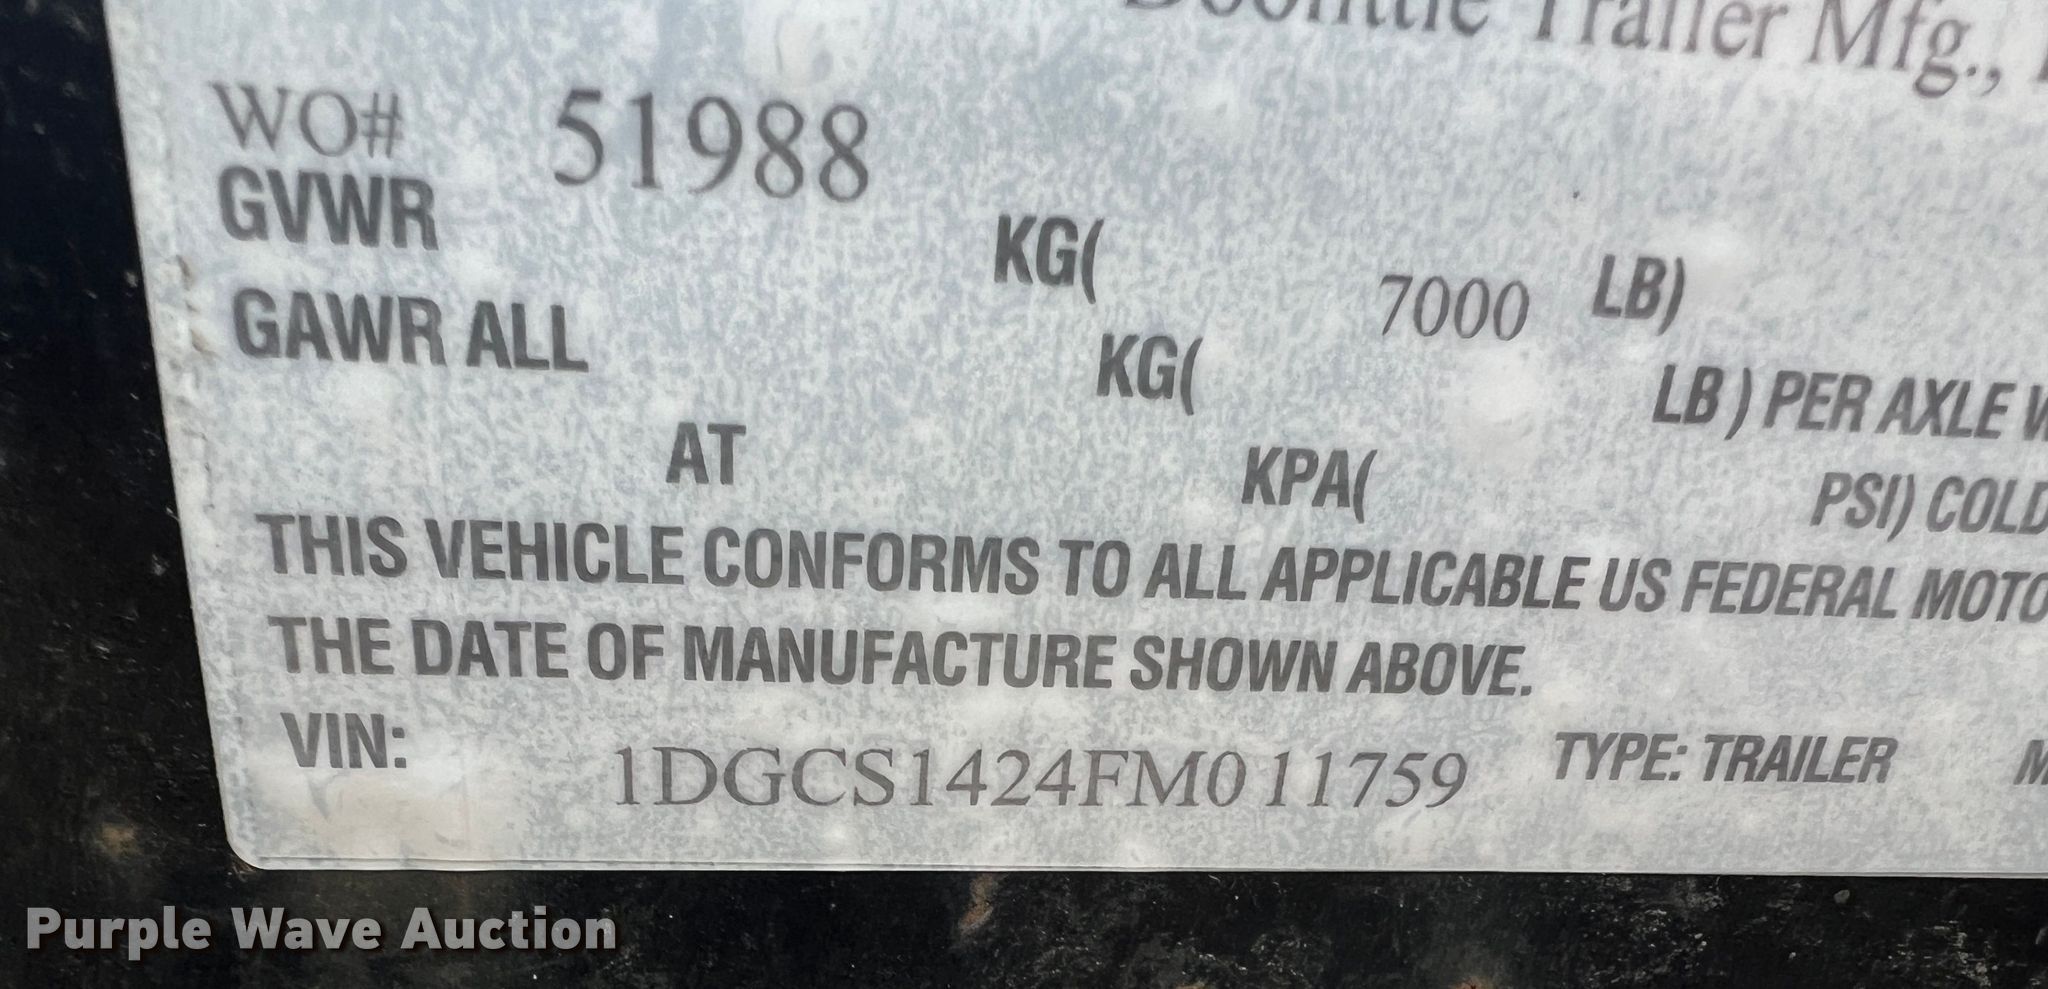 Trailer Mfg.,
WO# 51988
GVWR KG( 7000 LB)
GAWR ALL KG( LB) PER AXLE
AT KPA( PSI) COLD
THIS VEHICLE CONFORMS TO ALL APPLICABLE US FEDERAL MOTO
THE DATE OF MANUFACTURE SHOWN ABOVE.
VIN: 1DGCS1424FM011759 TYPE: TRAILER
Purple Wave Auction